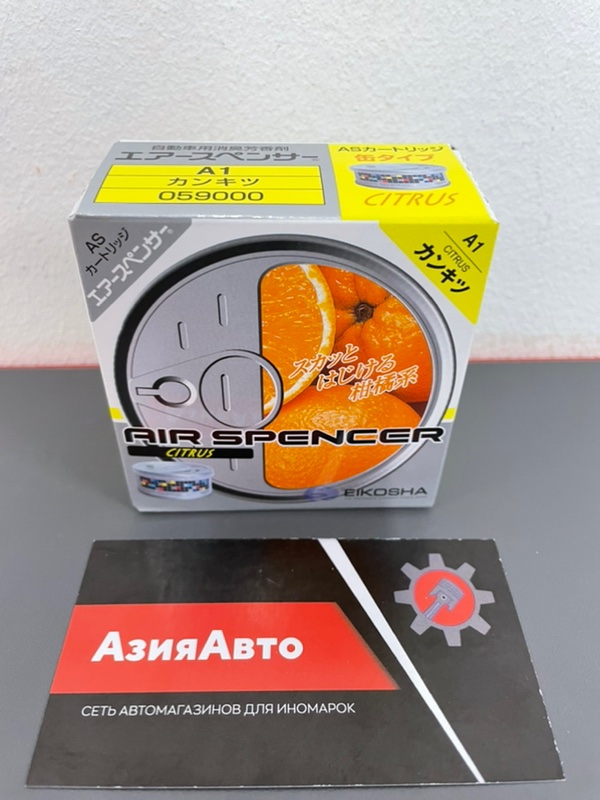 自動車用消臭芳香剤
エアースペンサー®
A1
カンキツ
059000
ASカートリッジ
缶タイプ
CITRUS
AS
カートリッジ
エアースペンサー®
A1
CITRUS
カンキツ
スカッと
はじける
柑橘系
AIR SPENCER
CITRUS
EIKOSHA
АзияАвто
СЕТЬ АВТОМАГАЗИНОВ ДЛЯ ИНОМАРОК